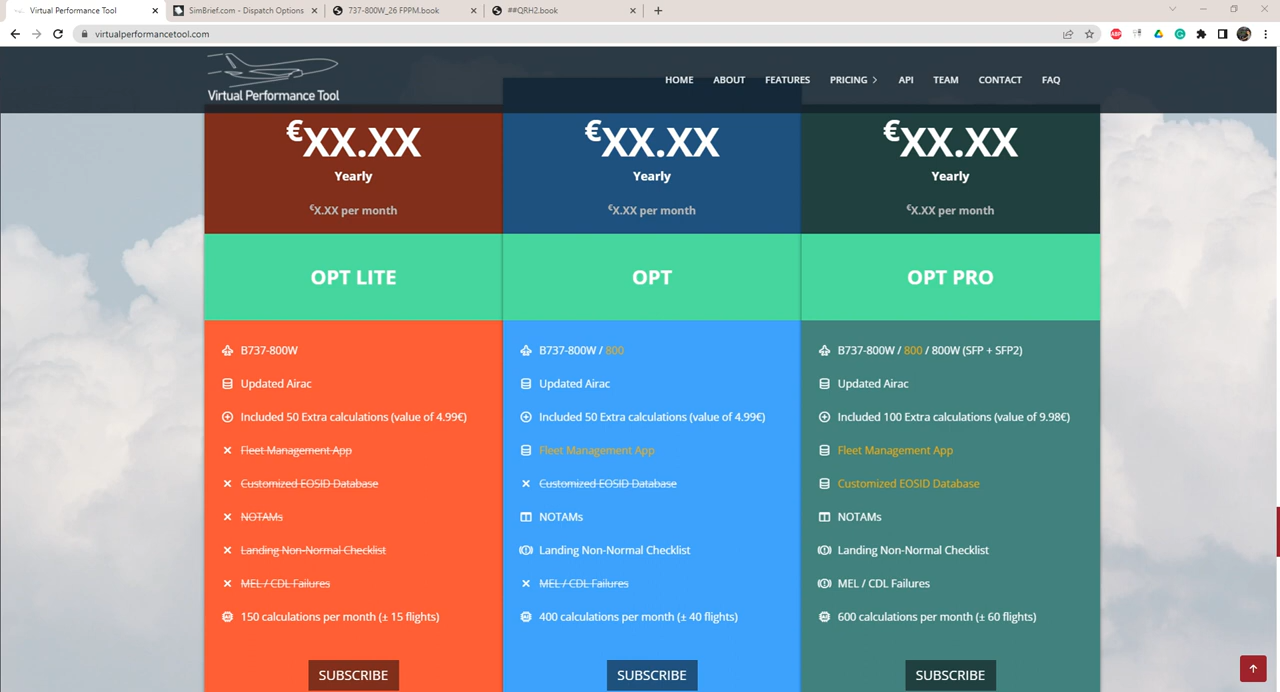 Virtual Performance Tool
SimBrief.com - Dispatch Options
737-800W_26 FPPM.book
##QRH2.book
virtualperformancetool.com
ABP
Virtual Performance Tool
HOME ABOUT FEATURES PRICING API TEAM CONTACT FAQ
€XX.XX
Yearly
€X.XX per month
OPT LITE
B737-800W
Updated Airac
Included 50 Extra calculations (value of 4.99€)
Fleet Management App
Customized EOSID Database
NOTAMs
Landing Non-Normal Checklist
MEL / CDL Failures
150 calculations per month (± 15 flights)
SUBSCRIBE
€XX.XX
Yearly
€X.XX per month
OPT
B737-800W / 800
Updated Airac
Included 50 Extra calculations (value of 4.99€)
Fleet Management App
Customized EOSID Database
NOTAMs
Landing Non-Normal Checklist
MEL / CDL Failures
400 calculations per month (± 40 flights)
SUBSCRIBE
€XX.XX
Yearly
€X.XX per month
OPT PRO
B737-800W / 800 / 800W (SFP + SFP2)
Updated Airac
Included 100 Extra calculations (value of 9.98€)
Fleet Management App
Customized EOSID Database
NOTAMs
Landing Non-Normal Checklist
MEL / CDL Failures
600 calculations per month (± 60 flights)
SUBSCRIBE